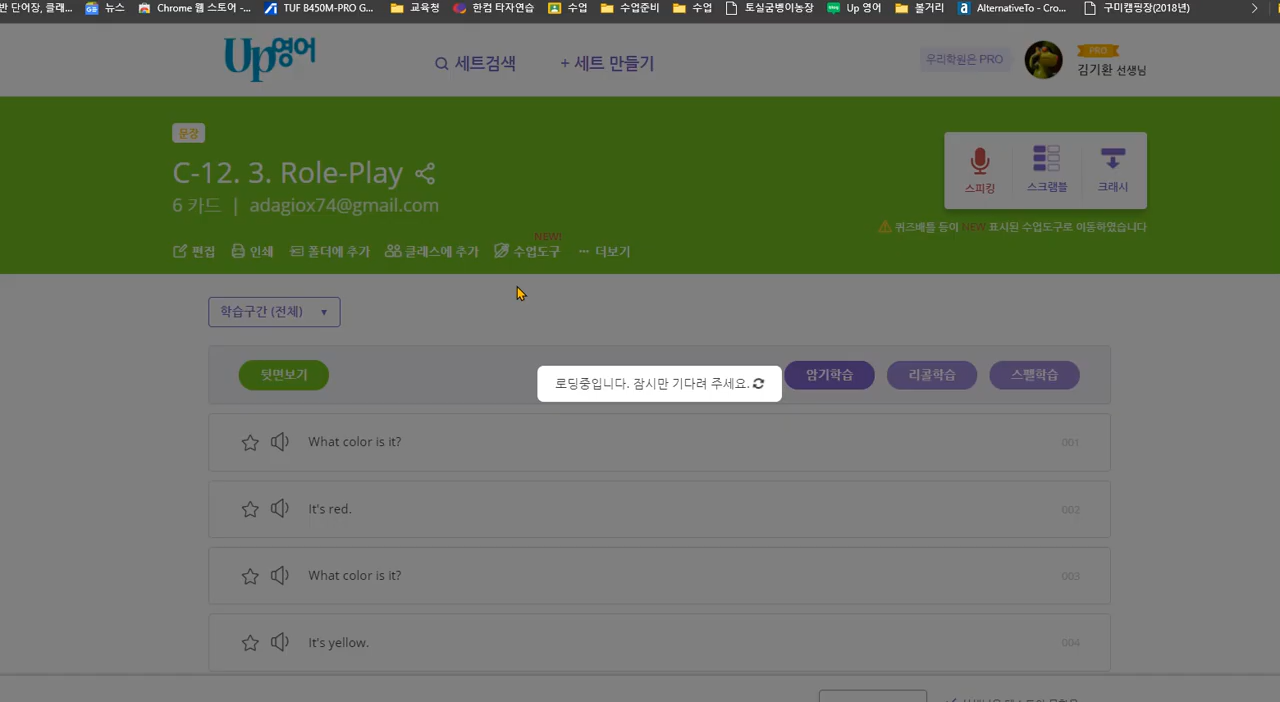 반 단어장, 클래... 뉴스 Chrome 웹 스토어 -... TUF B450M-PRO G... 교육청 한컴 타자연습 수업 수업준비 수업 토실굼벵이농장 Up 영어 볼거리 AlternativeTo - Cro... 구미캠핑장(2018년)
Up영어
세트검색
+ 세트 만들기
우리학원은 PRO
PRO
김기환 선생님
문장
C-12. 3. Role-Play
6 카드 | adagiox74@gmail.com
스피킹
스크램블
크래시
퀴즈배틀 등이 NEW 표시된 수업도구로 이동하였습니다
편집
인쇄
폴더에 추가
클래스에 추가
수업도구
NEW!
··· 더보기
학습구간 (전체) ▼
뒷면보기
로딩중입니다. 잠시만 기다려 주세요.
암기학습
리콜학습
스펠학습
What color is it? 001
It's red. 002
What color is it? 003
It's yellow. 004